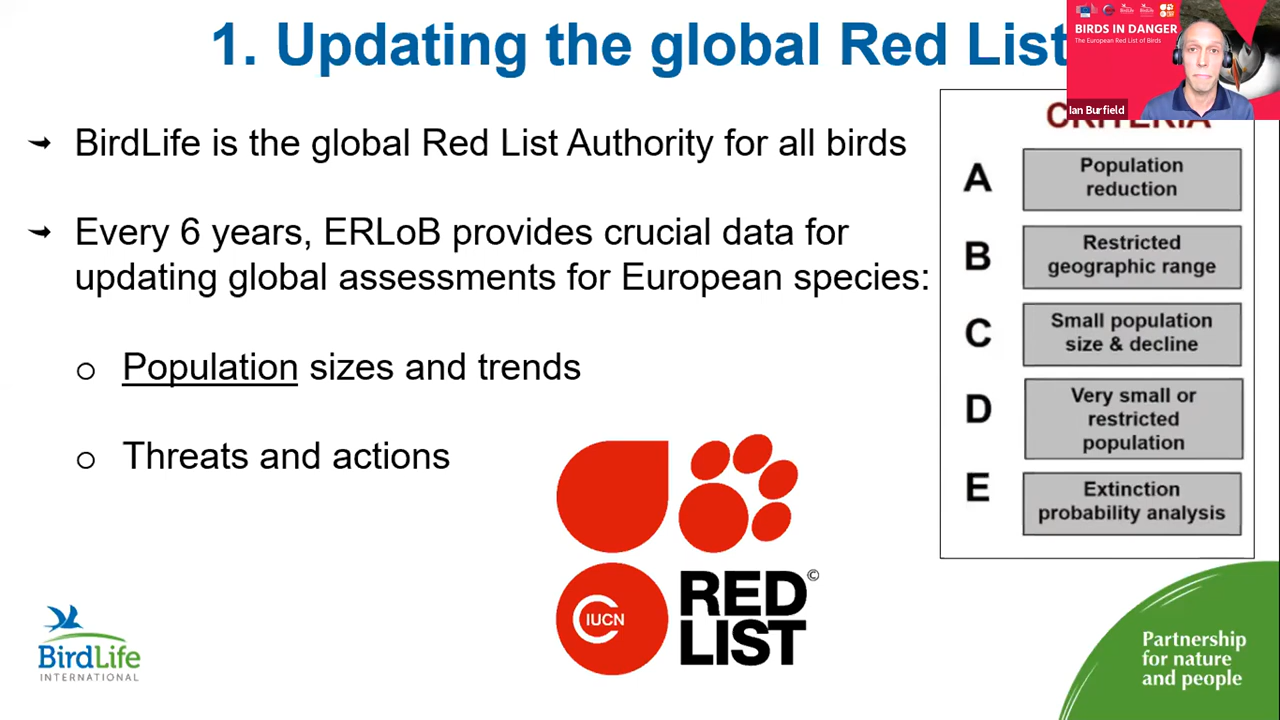 1. Updating the global Red List
BIRDS IN DANGER
The European Red List of Birds
Ian Burfield
BirdLife is the global Red List Authority for all birds
Every 6 years, ERLoB provides crucial data for
updating global assessments for European species:
Population sizes and trends
Threats and actions
CRITERIA
A
Population
reduction
B
Restricted
geographic range
C
Small population
size & decline
D
Very small or
restricted
population
E
Extinction
probability analysis
IUCN
RED
LIST
©
BirdLife
INTERNATIONAL
Partnership
for nature
and people